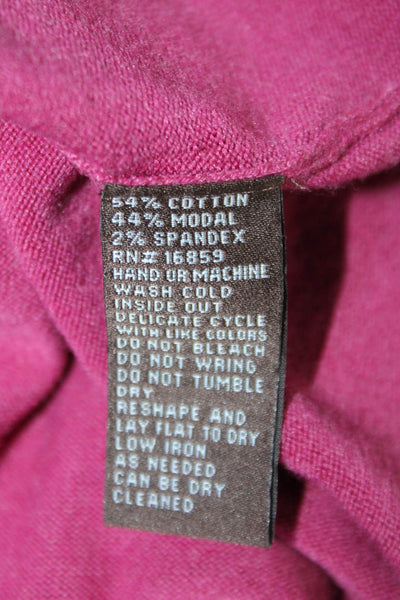 54% COTTON
44% MODAL
2% SPANDEX
RN# 16859
HAND OR MACHINE
WASH COLD
INSIDE OUT
DELICATE CYCLE
WITH LIKE COLORS
DO NOT BLEACH
DO NOT WRING
DO NOT TUMBLE
DRY
RESHAPE AND
LAY FLAT TO DRY
LOW IRON
AS NEEDED
CAN BE DRY
CLEANED